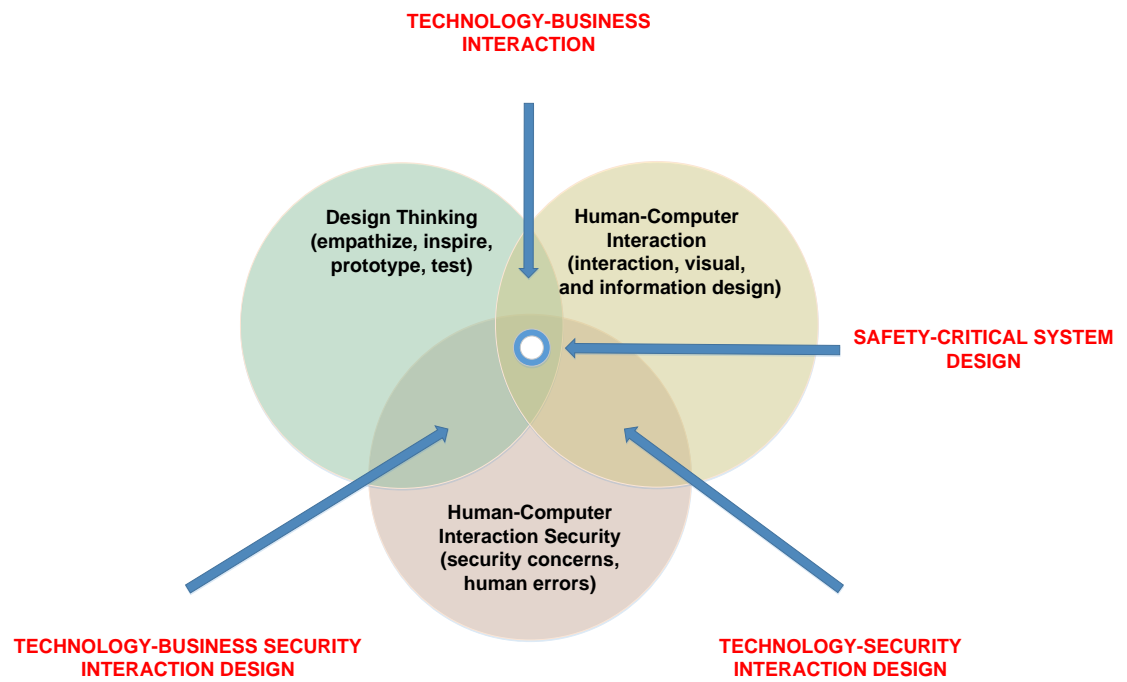 TECHNOLOGY-BUSINESS
INTERACTION
Design Thinking
(empathize, inspire,
prototype, test)
Human-Computer
Interaction
(interaction, visual,
and information design)
SAFETY-CRITICAL SYSTEM
DESIGN
Human-Computer
Interaction Security
(security concerns,
human errors)
TECHNOLOGY-BUSINESS SECURITY
INTERACTION DESIGN
TECHNOLOGY-SECURITY
INTERACTION DESIGN